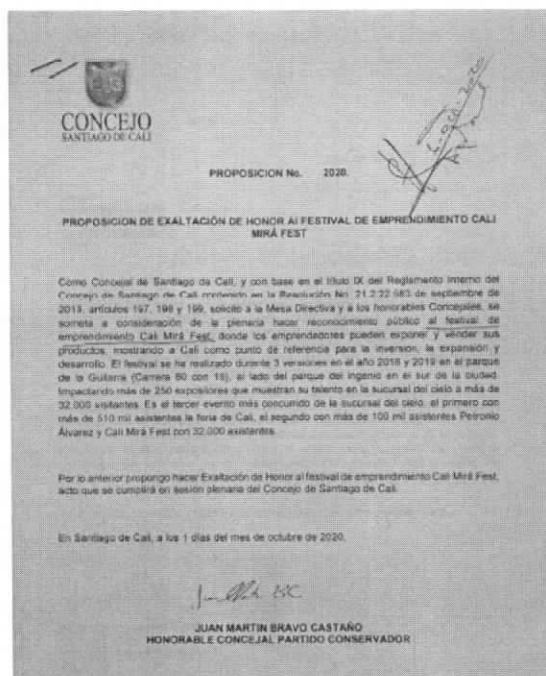 CONCEJO
SANTIAGO DE CALI
PROPOSICION No. 2020.
PROPOSICION DE EXALTACIÓN DE HONOR Al FESTIVAL DE EMPRENDIMIENTO CALI
MIRÁ FEST
Como Concejal de Santiago de Cali, y con base en el título IX del Reglamento Interno del
Concejo de Santiago de Cali contenido en la Resolución No. 21.2.22.583 de septiembre de
2019, artículos 197, 198 y 199, solicito a la Mesa Directiva y a los honorables Concejales, se
someta a consideración de la plenaria hacer reconocimiento público al festival de
emprendimiento Cali Mirá Fest, donde los emprendedores pueden exponer y vender sus
productos, mostrando a Cali como punto de referencia para la inversión, la expansión y
desarrollo. El festival se ha realizado durante 3 versiones en el año 2018 y 2019 en el parque
de la Guitarra (Carrera 80 con 15), al lado del parque del ingenio en el sur de la ciudad.
Impactando más de 250 expositores que muestran su talento en la sucursal del cielo a más de
32.000 visitantes. Es el tercer evento más concurrido de la sucursal del cielo, el primero con
más de 510 mil asistentes la feria de Cali, el segundo con más de 100 mil asistentes Petronio
Álvarez y Cali Mirá Fest con 32.000 asistentes.
Por lo anterior propongo hacer Exaltación de Honor al festival de emprendimiento Cali Mirá Fest,
acto que se cumplirá en sesión plenaria del Concejo de Santiago de Cali.
En Santiago de Cali, a los 1 días del mes de octubre de 2020.
JUAN MARTIN BRAVO CASTAÑO
HONORABLE CONCEJAL PARTIDO CONSERVADOR